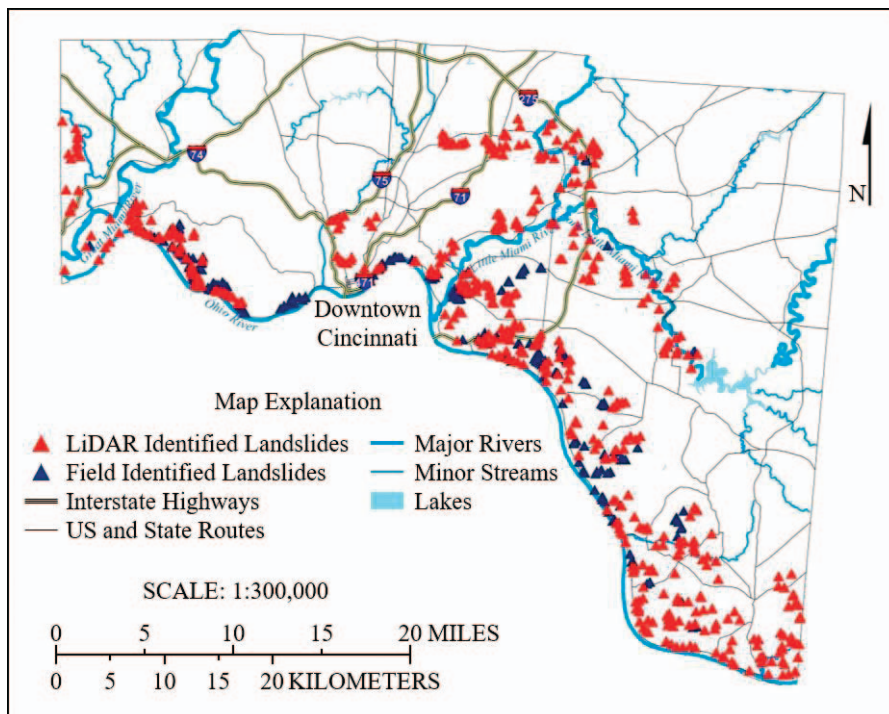 275
74
75
71
N
Great Miami River
Little Miami River
71
Ohio River
Downtown
Cincinnati
Map Explanation
LiDAR Identified Landslides
Major Rivers
Field Identified Landslides
Minor Streams
Interstate Highways
Lakes
US and State Routes
SCALE: 1:300,000
0 5 10 15 20 MILES
0 5 10 15 20 KILOMETERS